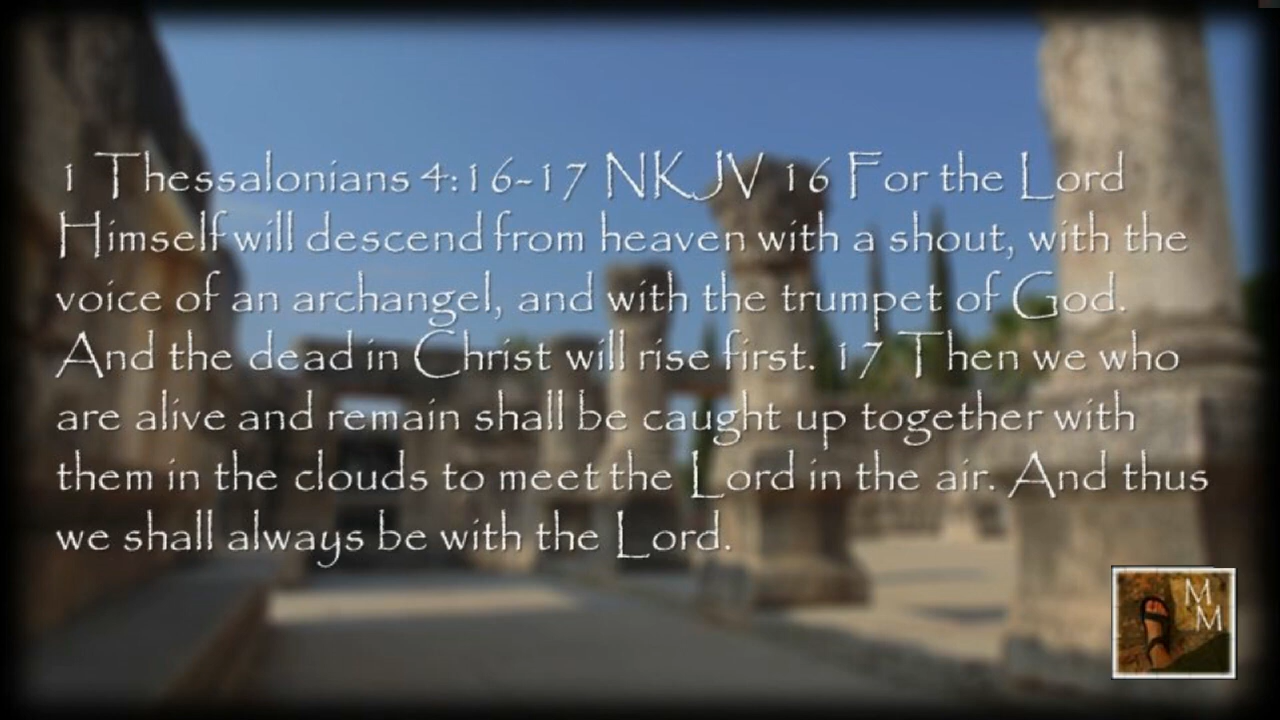 1 Thessalonians 4:16-17 NKJV 16 For the Lord
Himself will descend from heaven with a shout, with the
voice of an archangel, and with the trumpet of God.
And the dead in Christ will rise first. 17 Then we who
are alive and remain shall be caught up together with
them in the clouds to meet the Lord in the air. And thus
we shall always be with the Lord.
M
M